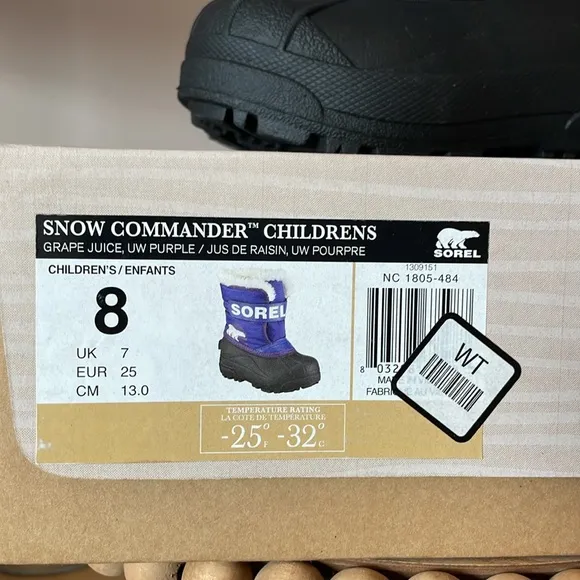 SNOW COMMANDER™ CHILDRENS
GRAPE JUICE, UW PURPLE / JUS DE RAISIN, UW POURPRE
SOREL
CHILDREN'S / ENFANTS
8
UK 7
EUR 25
CM 13.0
SOREL
1309151
NC 1805-484
WT
TEMPERATURE RATING
LA COTE DE TEMPÉRATURE
-25°F -32°C